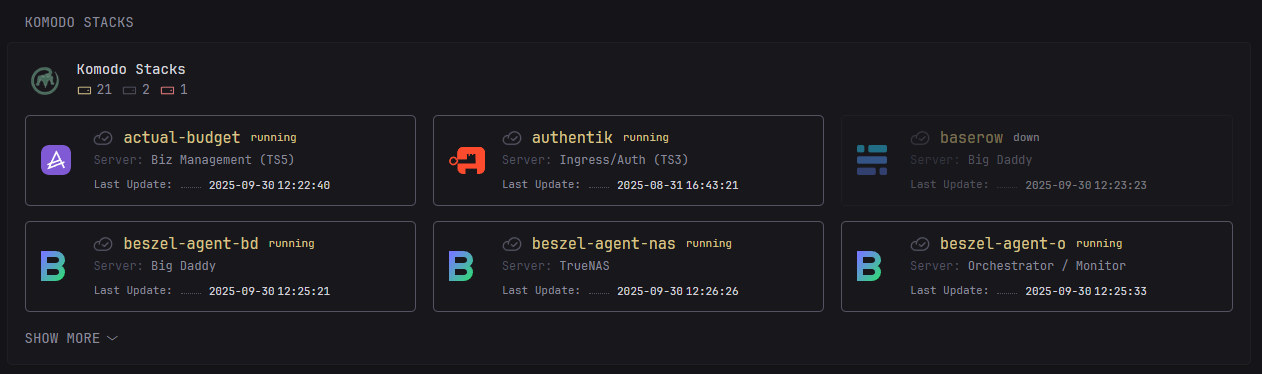 KOMODO STACKS
Komodo Stacks
21 2 1
actual-budget running
Server: Biz Management (TS5)
Last Update: 2025-09-30 12:22:40
authentik running
Server: Ingress/Auth (TS3)
Last Update: 2025-08-31 16:43:21
baserow down
Server: Big Daddy
Last Update: 2025-09-30 12:23:23
beszel-agent-bd running
Server: Big Daddy
Last Update: 2025-09-30 12:25:21
beszel-agent-nas running
Server: TrueNAS
Last Update: 2025-09-30 12:26:26
beszel-agent-o running
Server: Orchestrator / Monitor
Last Update: 2025-09-30 12:25:33
SHOW MORE